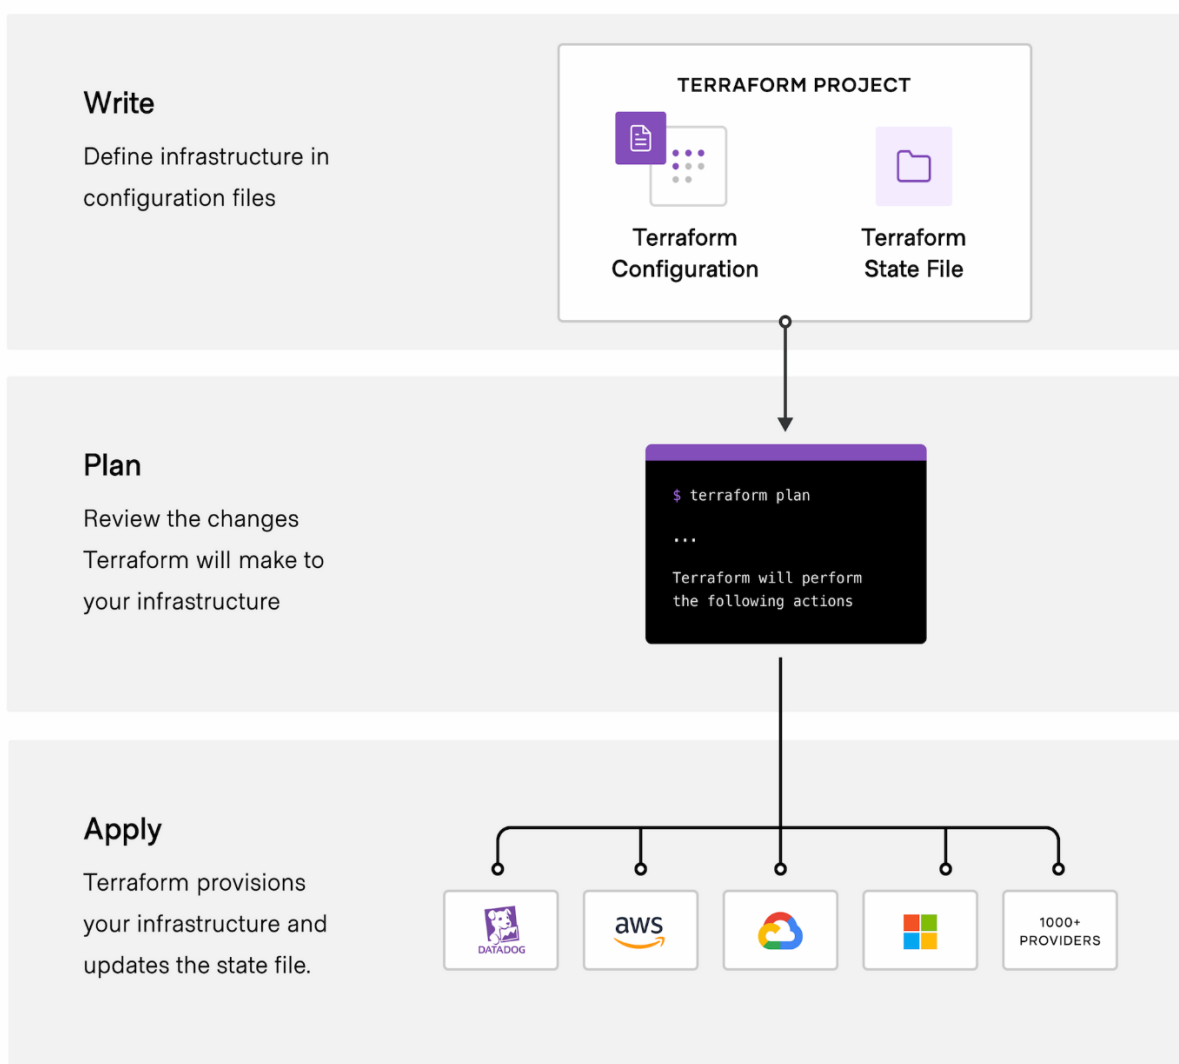 Write
Define infrastructure in
configuration files
TERRAFORM PROJECT
Terraform
Configuration
Terraform
State File
Plan
Review the changes
Terraform will make to
your infrastructure
$ terraform plan
...
Terraform will perform
the following actions
Apply
Terraform provisions
your infrastructure and
updates the state file.
DATADOG
aws
1000+
PROVIDERS